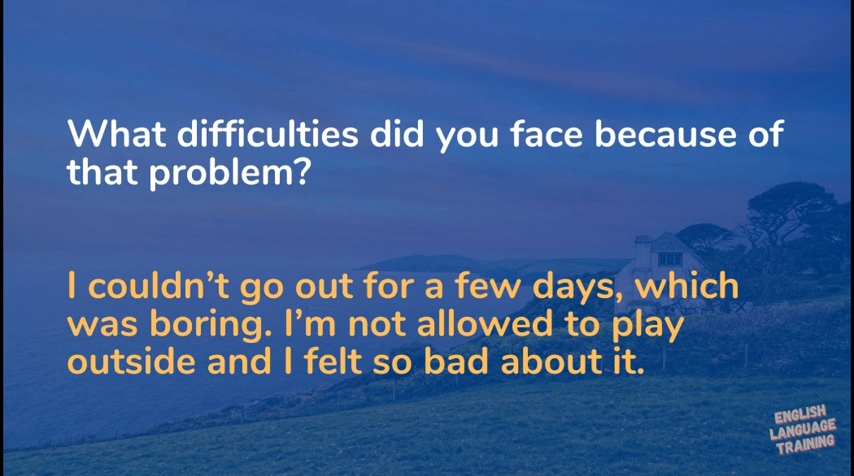 What difficulties did you face because of
that problem?
I couldn’t go out for a few days, which
was boring. I’m not allowed to play
outside and I felt so bad about it.
ENGLISH
LANGUAGE
TRAINING